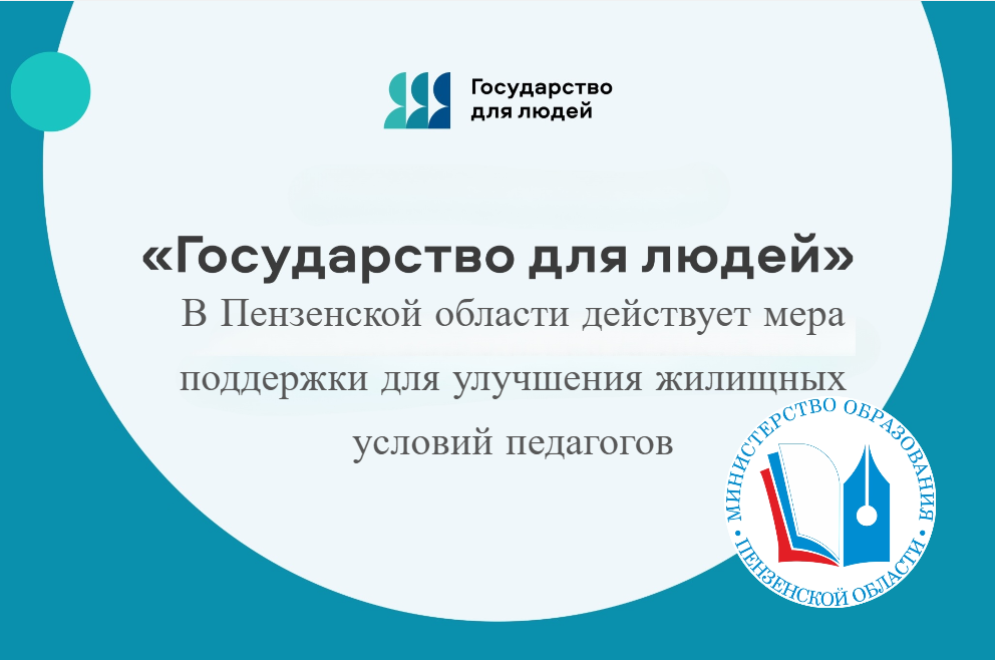 Государство
для людей
«Государство для людей»
В Пензенской области действует мера
поддержки для улучшения жилищных
условий педагогов
МИНИСТЕРСТВО ОБРАЗОВАНИЯ
• ПЕНЗЕНСКОЙ ОБЛАСТИ •